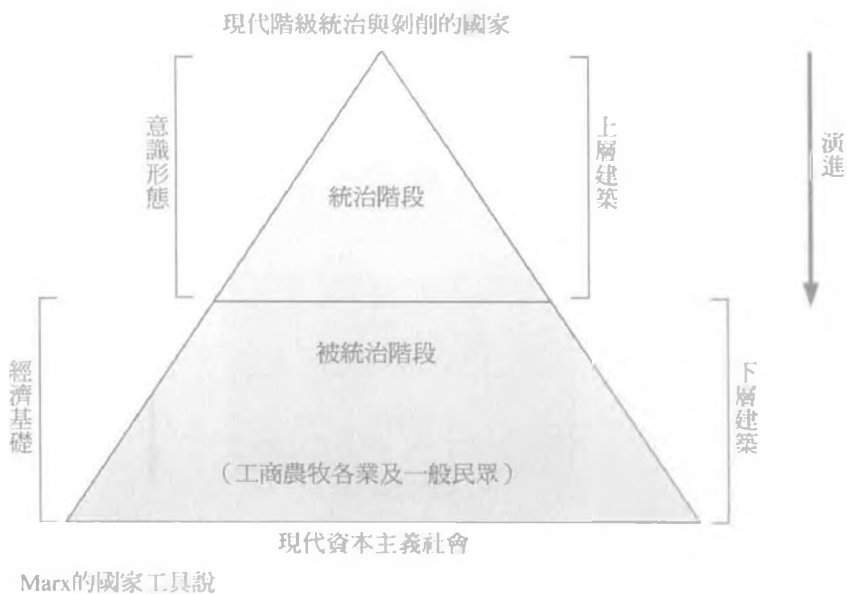 現代階級統治與剝削的國家
意識形態
統治階段
上層建築
演進
經濟基礎
被統治階段
(工商農牧各業及一般民眾)
下層建築
現代資本主義社會
Marx的國家工具說